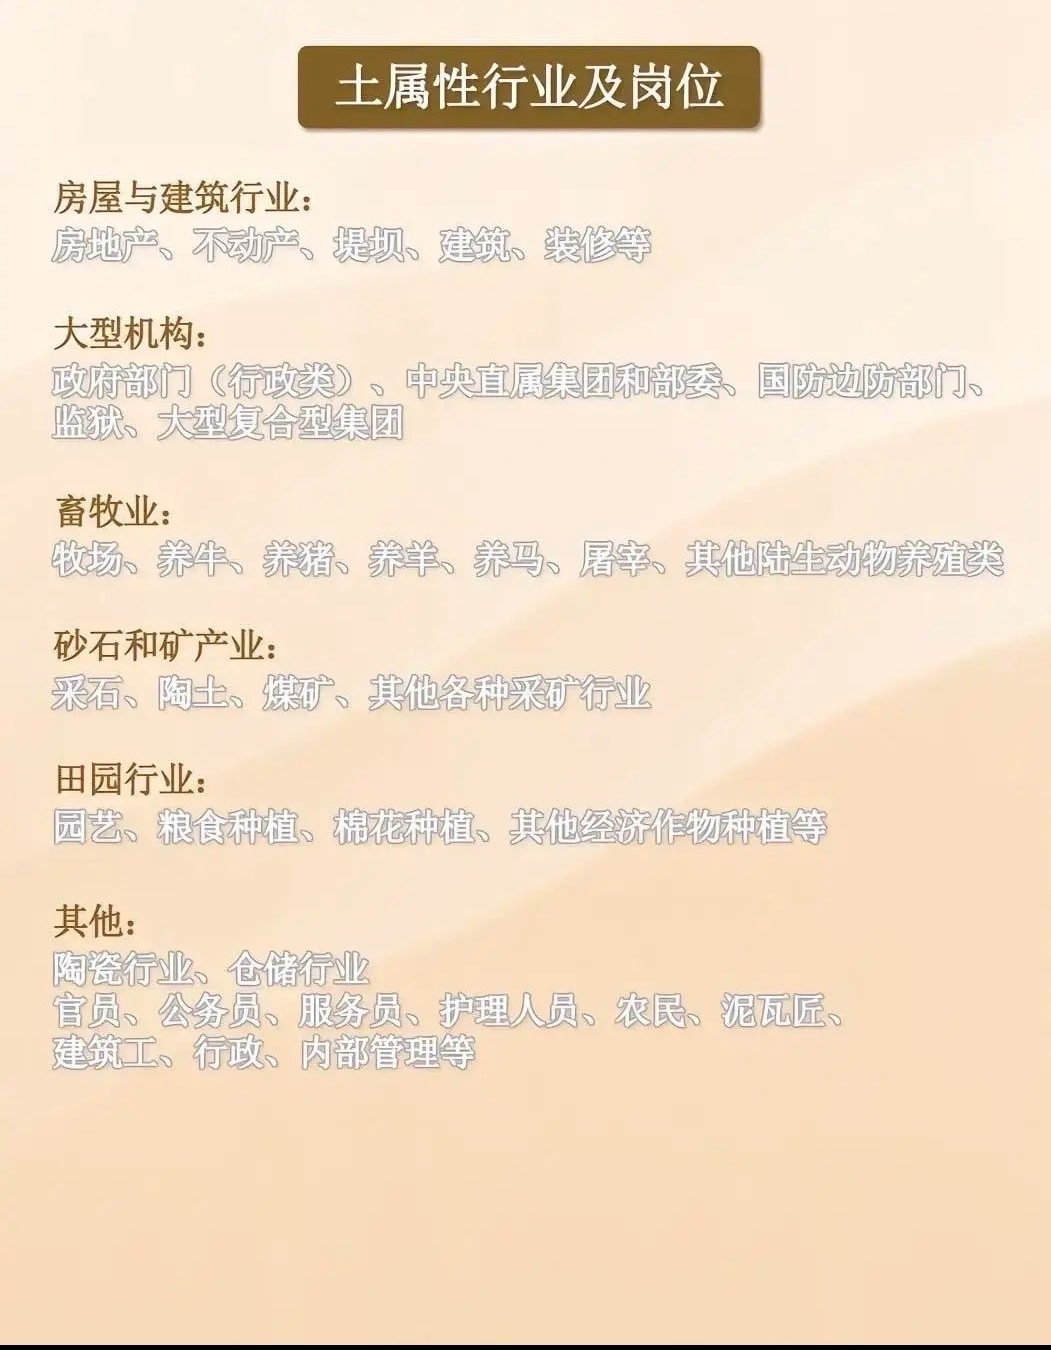 土属性行业及岗位
房屋与建筑行业：
房地产、不动产、堤坝、建筑、装修等
大型机构：
政府部门（行政类）、中央直属集团和部委、国防边防部门、
监狱、大型复合型集团
畜牧业：
牧场、养牛、养猪、养羊、养马、屠宰、其他陆生动物养殖类
砂石和矿产业：
采石、陶土、煤矿、其他各种采矿行业
田园行业：
园艺、粮食种植、棉花种植、其他经济作物种植等
其他：
陶瓷行业、仓储行业
官员、公务员、服务员、护理人员、农民、泥瓦匠、
建筑工、行政、内部管理等